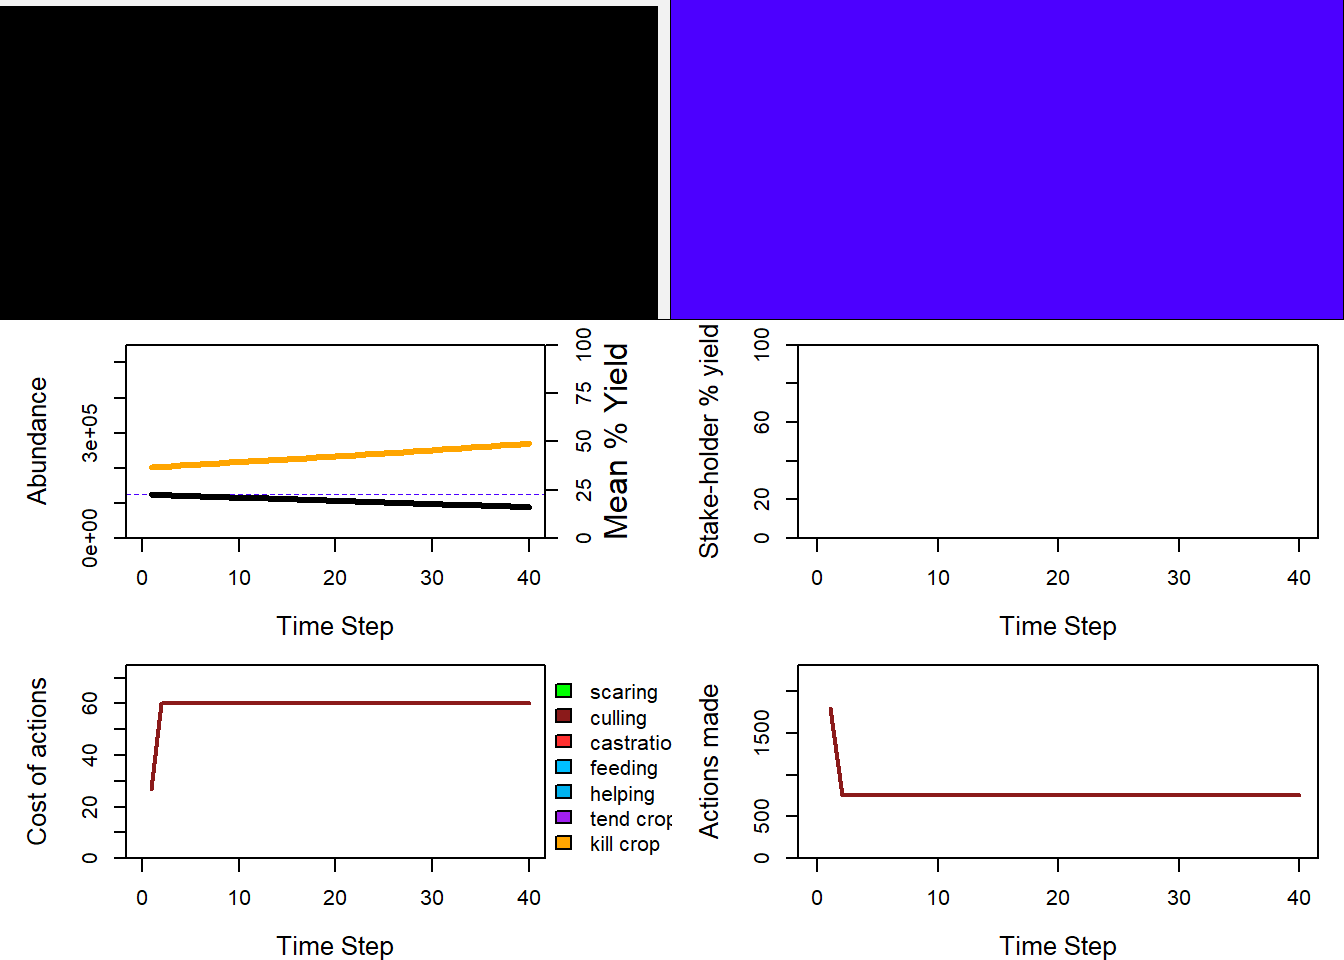 Abundance
0e+00
3e+05
0
25
50
75
100
Mean % Yield
0
10
20
30
40
Time Step
Stake-holder % yield
0
20
60
100
0
10
20
30
40
Time Step
Cost of actions
0
20
40
60
0
10
20
30
40
Time Step
scaring
culling
castratio
feeding
helping
tend crop
kill crop
Actions made
0
500
1500
0
10
20
30
40
Time Step